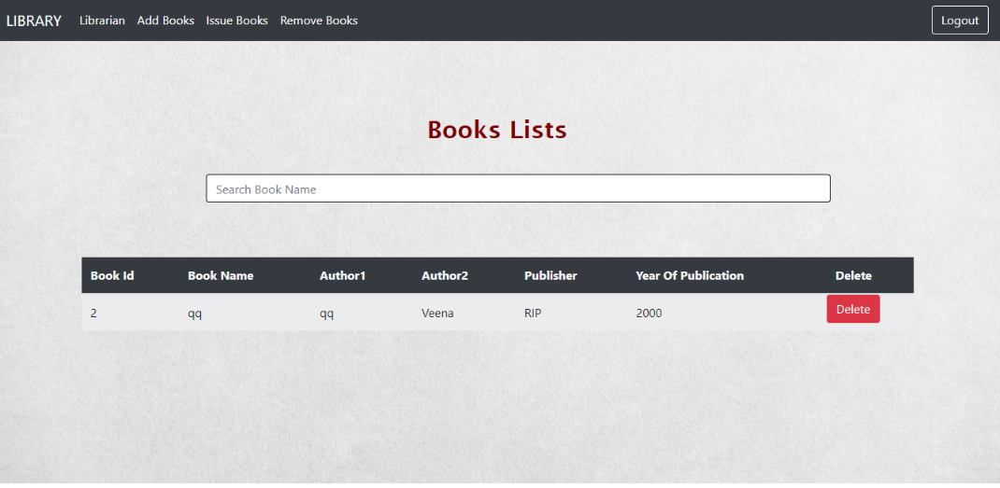 LIBRARY Librarian Add Books Issue Books Remove Books Logout
Books Lists
Search Book Name
Book Id Book Name Author1 Author2 Publisher Year Of Publication Delete
2 qq qq Veena RIP 2000 Delete